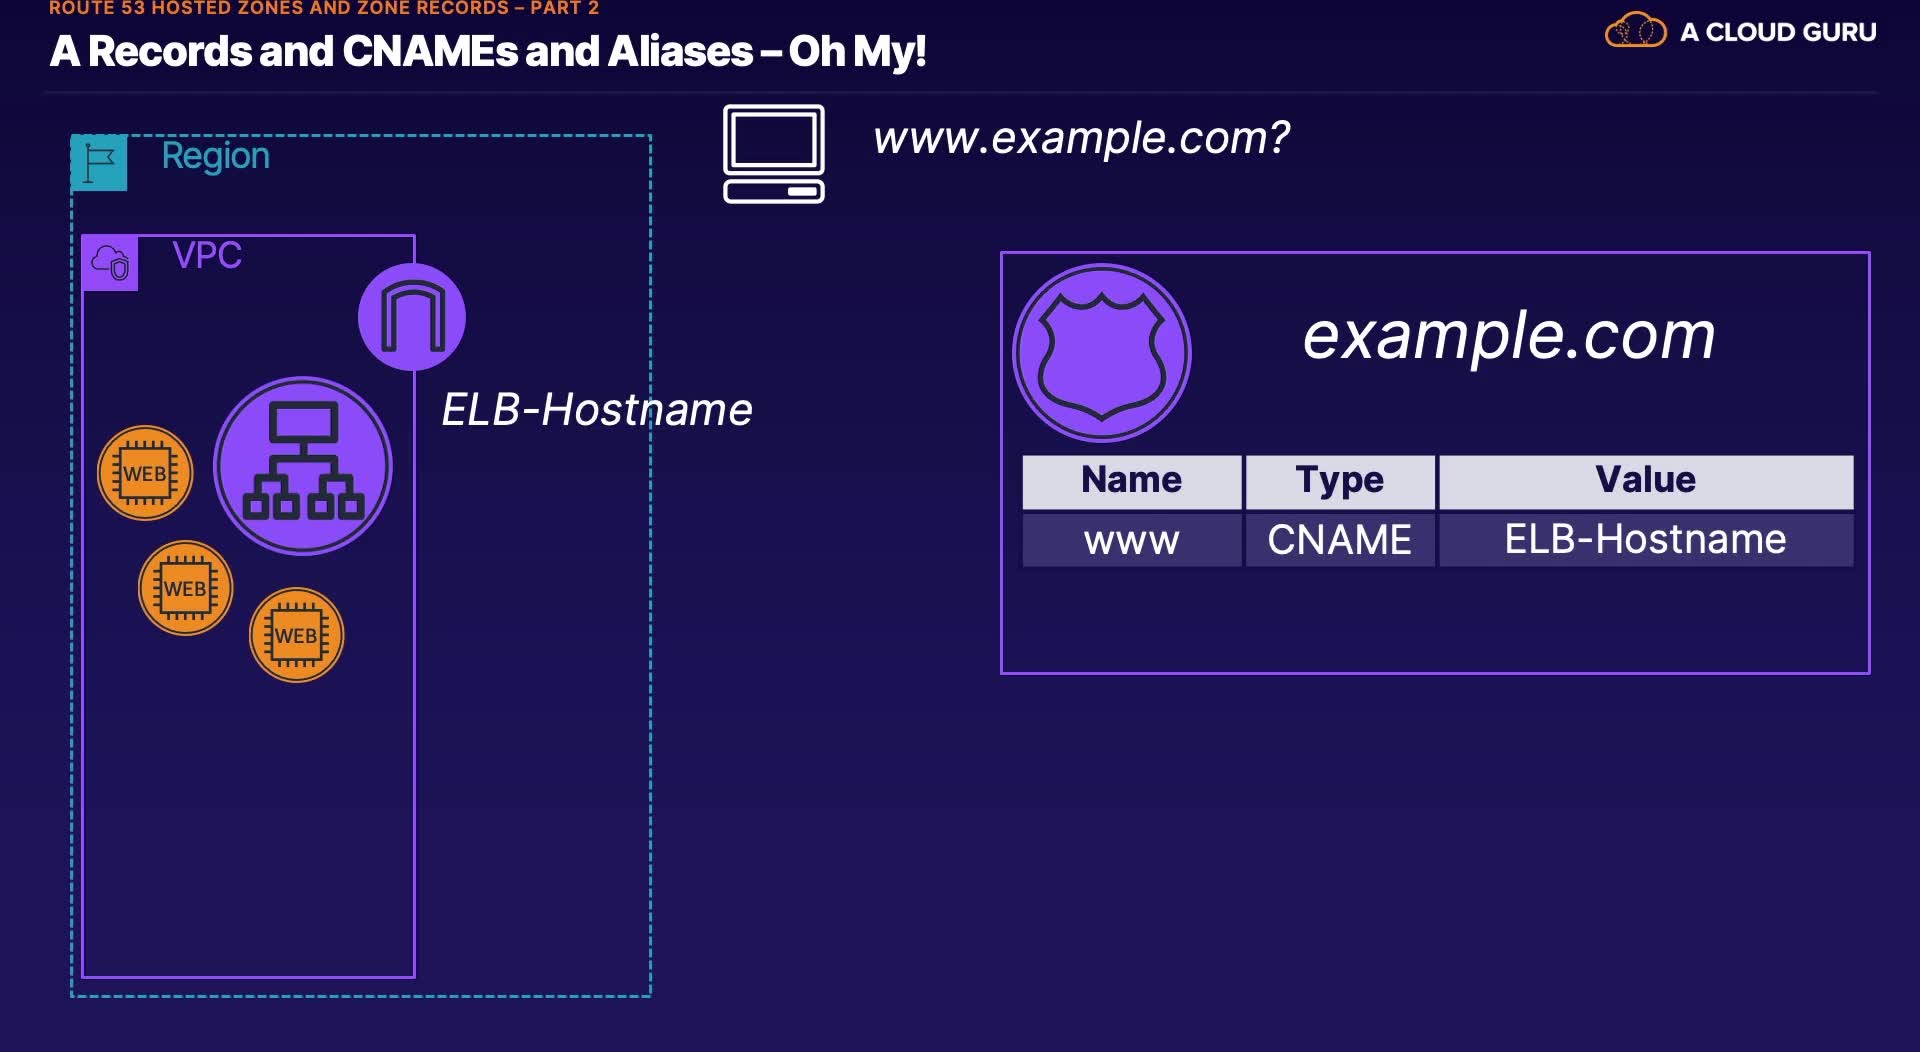 ROUTE 53 HOSTED ZONES AND ZONE RECORDS – PART 2
A Records and CNAMEs and Aliases – Oh My!
A CLOUD GURU
www.example.com?
Region
VPC
ELB-Hostname
WEB
WEB
WEB
example.com
Name Type Value
www CNAME ELB-Hostname